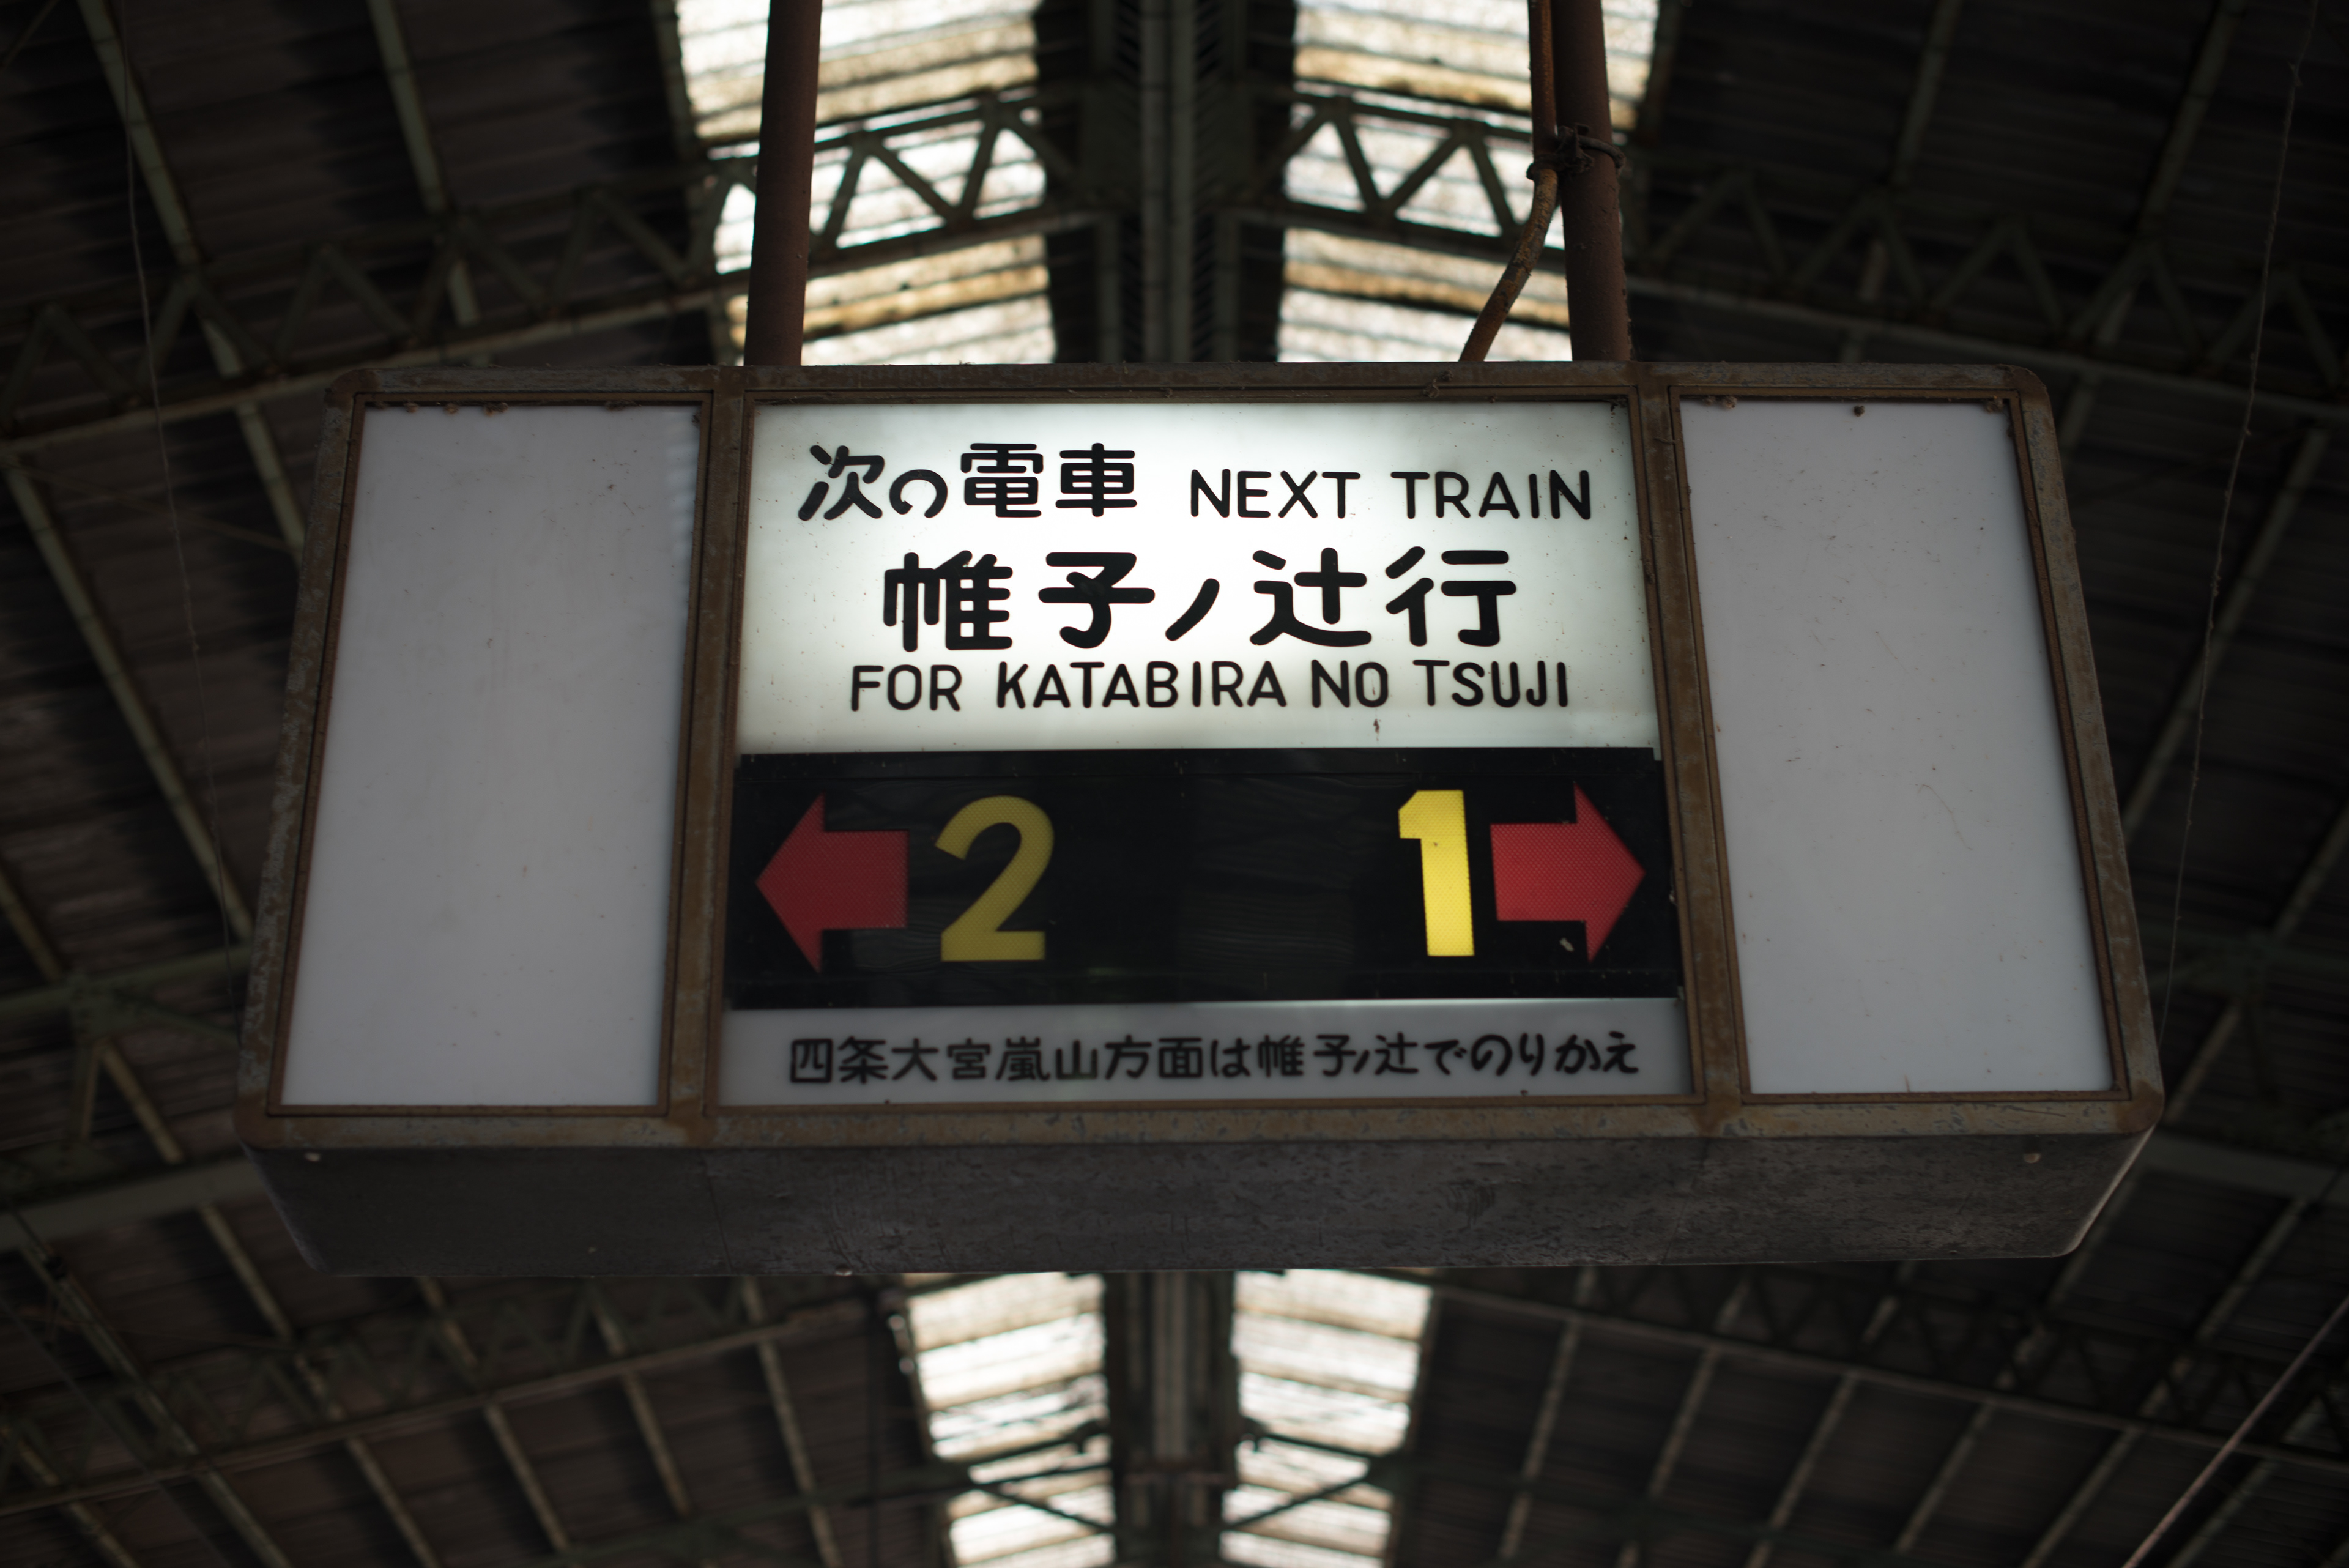 次の電車 NEXT TRAIN
帷子ノ辻行
FOR KATABIRA NO TSUJI
2 1
四条大宮嵐山方面は帷子ノ辻でのりかえ